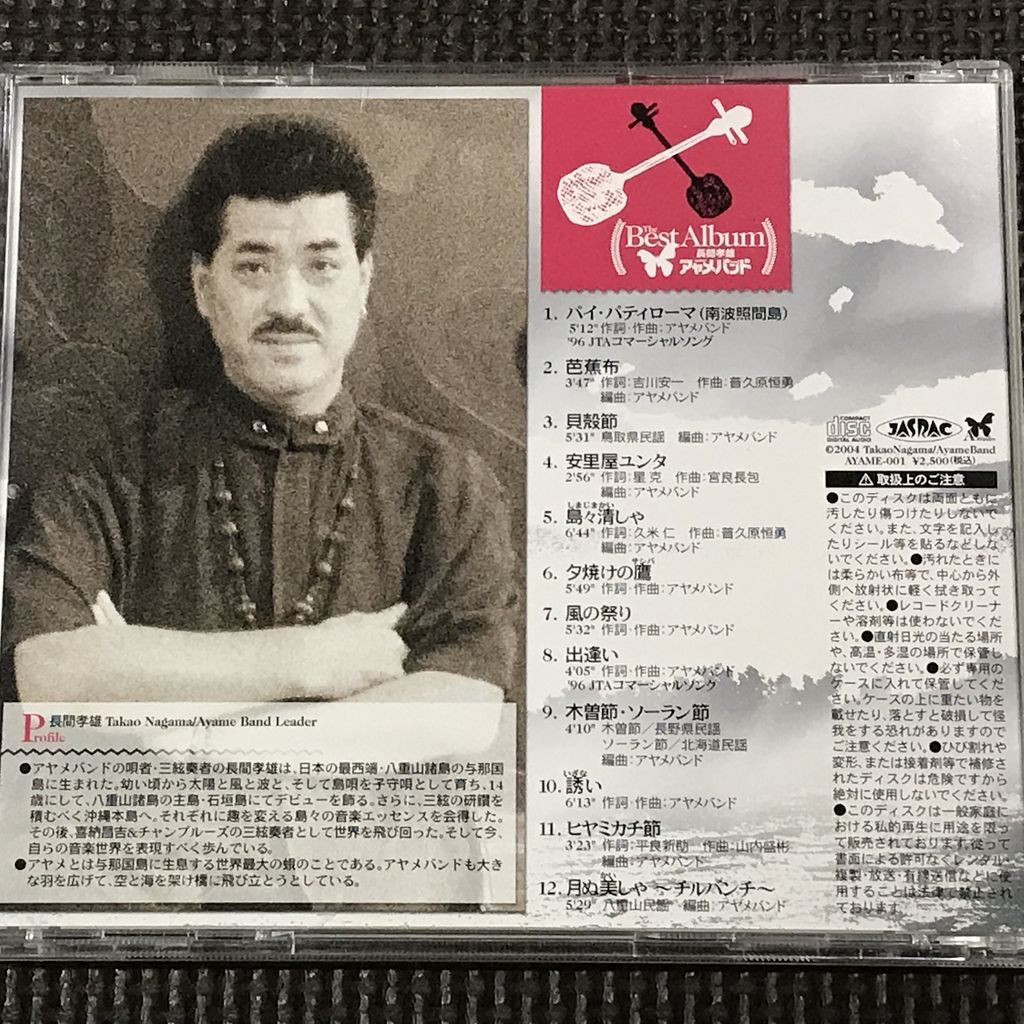 The
Best Album
長間孝雄
アヤメバンド
1. パイ・パティローマ(南波照間島)
5'12" 作詞・作曲:アヤメバンド
'96 JTAコマーシャルソング
2. 芭蕉布
3'47" 作詞:吉川安一 作曲:普久原恒勇
編曲:アヤメバンド
3. 貝殻節
5'31" 鳥取県民謡 編曲:アヤメバンド
4. 安里屋ユンタ
2'56" 作詞:星 克 作曲:宮良長包
編曲:アヤメバンド
しまじまかい
5. 島々清しゃ
6'44" 作詞:久米 仁 作曲:普久原恒勇
編曲:アヤメバンド
サシバ
6. 夕焼けの鷹
5'49" 作詞・作曲:アヤメバンド
7. 風の祭り
5'32" 作詞・作曲:アヤメバンド
8. 出逢い
4'05" 作詞・作曲:アヤメバンド
'96 JTAコマーシャルソング
9. 木曽節・ソーラン節
4'10" 木曽節/長野県民謡
ソーラン節/北海道民謡
編曲:アヤメバンド
いざな
10. 誘い
6'13" 作詞・作曲:アヤメバンド
11. ヒヤミカチ節
3'23" 作詞:平良新助 作曲:山内盛彬
編曲:アヤメバンド
かい
12. 月ぬ美しゃ 〜チルバンチ〜
5'29" 八重山民謡 編曲:アヤメバンド
COMPACT
disc
DIGITAL AUDIO
JASRAC
©2004 TakaoNagama/AyameBand
AYAME-001 ¥2,500(税込)
⚠ 取扱上のご注意
●このディスクは両面ともに
汚したり傷つけたりしないで
ください。また、文字を記入し
たりシール等を貼るなどしな
いでください。●汚れたときに
は柔らかい布等で、中心から外
側へ放射状に軽く拭き取って
ください。●レコードクリーナ
ーや溶剤等は使わないでくだ
さい。●直射日光の当たる場所
や、高温・多湿の場所で保管し
ないでください。●必ず専用の
ケースに入れて保管してくだ
さい。ケースの上に重たい物を
載せたり、落とすと破損して怪
我をする恐れがありますので
ご注意ください。●ひび割れや
変形、または接着剤等で補修さ
れたディスクは危険ですから
絶対に使用しないでください。
●このディスクは一般家庭に
おける私的再生に用途を限っ
て販売されております。従って
書面による許可なくレンタル・
複製・放送・有線送信などに使
用することは法律で禁止され
ております。
Profile 長間孝雄 Takao Nagama/Ayame Band Leader
●アヤメバンドの唄者・三絃奏者の長間孝雄は、日本の最西端・八重山諸島の与那国
島に生まれた。幼い頃から太陽と風と波と、そして島唄を子守唄として育ち、14
歳にして、八重山諸島の主島・石垣島にてデビューを飾る。さらに、三絃の研鑽を
積むべく沖縄本島へ。それぞれに趣を変える島々の音楽エッセンスを会得した。
その後、喜納昌吉&チャンプルーズの三絃奏者として世界を飛び回った。そして今、
自らの音楽世界を表現すべく歩んでいる。
●アヤメとは与那国島に生息する世界最大の蛾のことである。アヤメバンドも大き
な羽を広げて、空と海を架け橋に飛び立とうとしている。